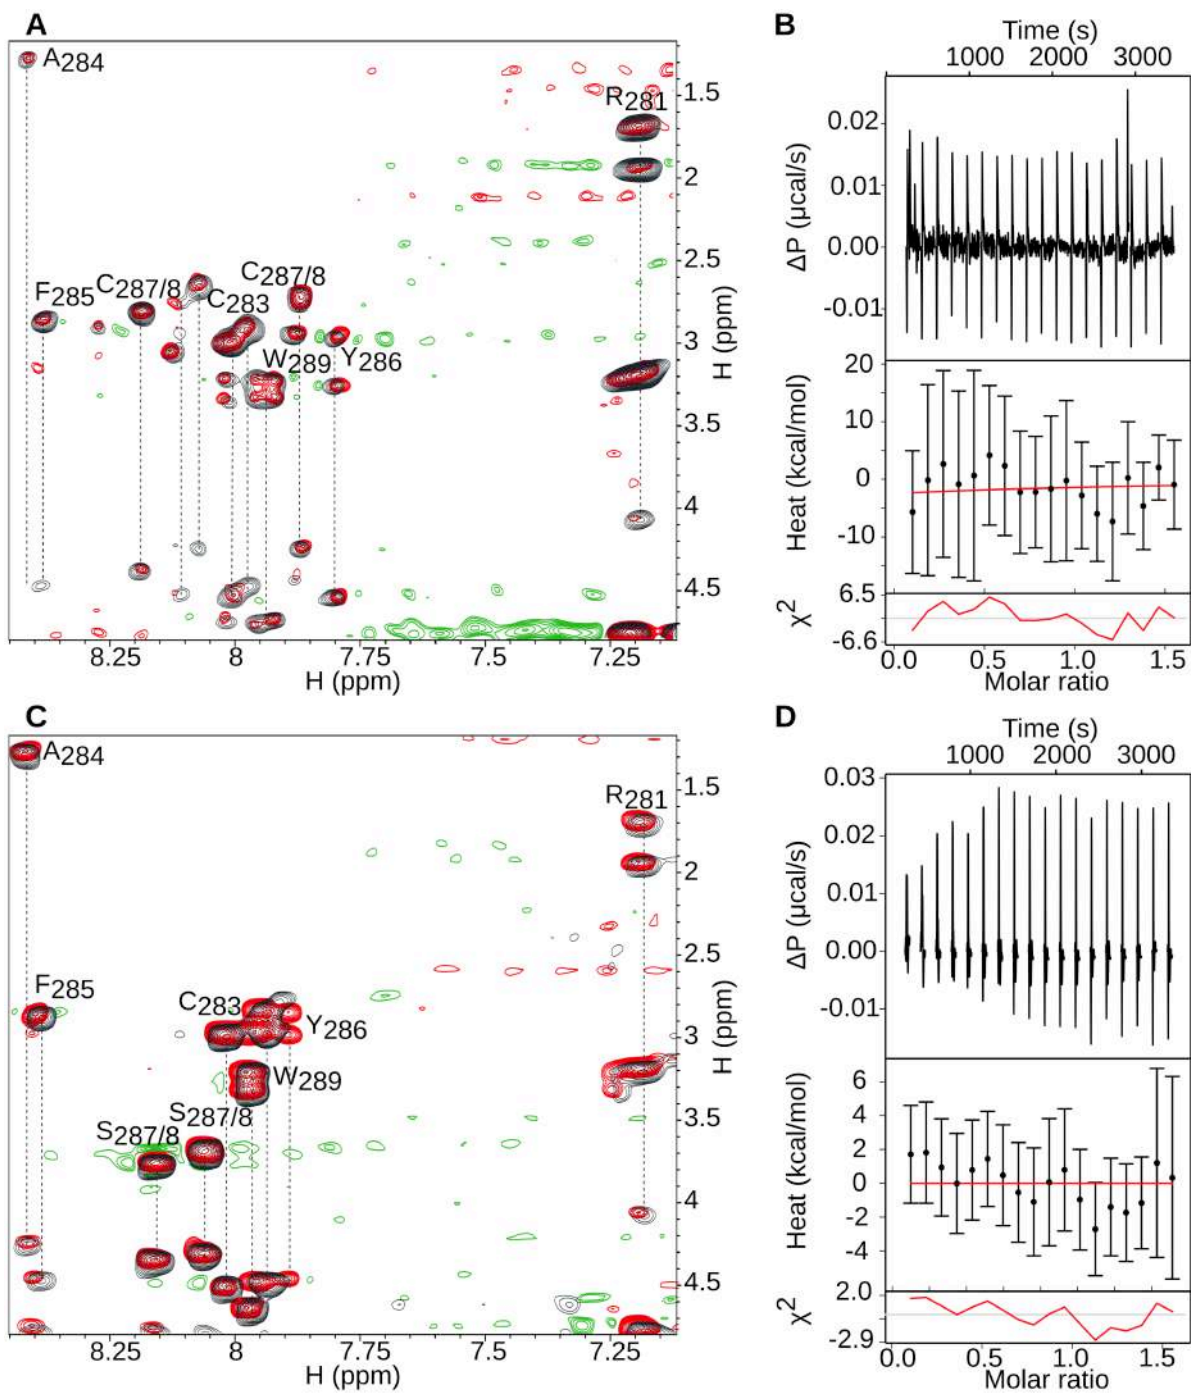 A
A284
R281
F285
C287/8
C283
C287/8
W289
Y286
1.5
2
2.5
3
3.5
4
4.5
H (ppm)
8.25
8
7.75
7.5
7.25
H (ppm)
B
Time (s)
1000
2000
3000
0.02
0.01
0.00
-0.01
ΔP (µcal/s)
20
10
0
-10
Heat (kcal/mol)
6.5
-6.6
χ2
0.0
0.5
1.0
1.5
Molar ratio
C
A284
R281
F285
C283
Y286
W289
S287/8
S287/8
1.5
2
2.5
3
3.5
4
4.5
H (ppm)
8.25
8
7.75
7.5
7.25
H (ppm)
D
Time (s)
1000
2000
3000
0.03
0.02
0.01
0.00
-0.01
ΔP (µcal/s)
6
4
2
0
-2
-4
Heat (kcal/mol)
2.0
-2.9
χ2
0.0
0.5
1.0
1.5
Molar ratio